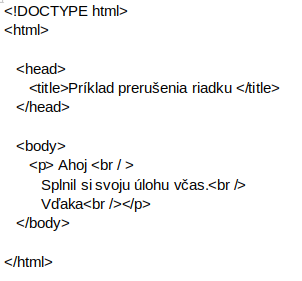 <!DOCTYPE html>
<html>
<head>
<title>Príklad prerušenia riadku </title>
</head>
<body>
<p> Ahoj <br / >
Splnil si svoju úlohu včas.<br />
Vďaka<br /></p>
</body>
</html>